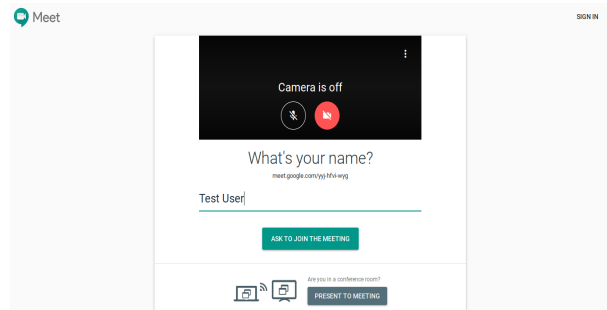 Meet
SIGN IN
Camera is off
What's your name?
meet.google.com/yyj-hfvi-wyg
Test User
ASK TO JOIN THE MEETING
Are you in a conference room?
PRESENT TO MEETING